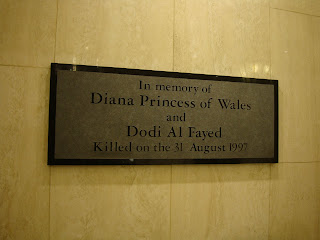 In memory of
Diana Princess of Wales
and
Dodi Al Fayed
Killed on the 31 August 1997